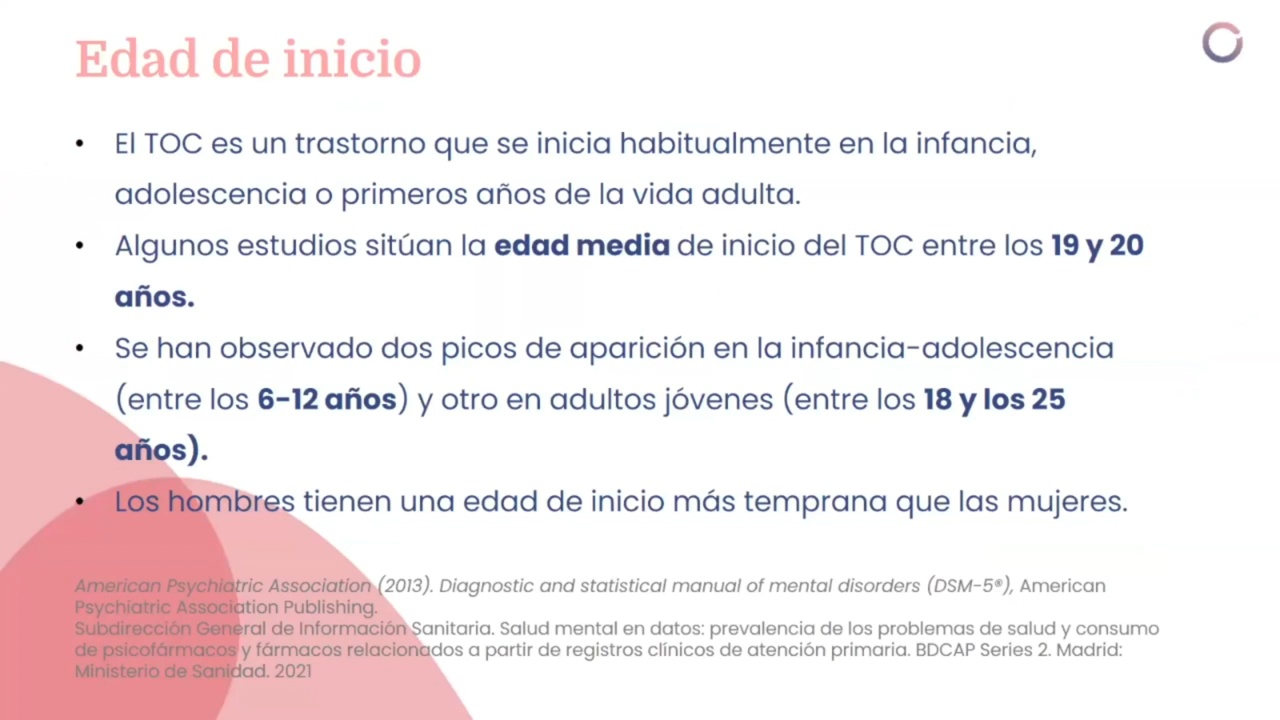 Edad de inicio
• El TOC es un trastorno que se inicia habitualmente en la infancia,
adolescencia o primeros años de la vida adulta.
• Algunos estudios sitúan la edad media de inicio del TOC entre los 19 y 20
años.
• Se han observado dos picos de aparición en la infancia-adolescencia
(entre los 6-12 años) y otro en adultos jóvenes (entre los 18 y los 25
años).
• Los hombres tienen una edad de inicio más temprana que las mujeres.
American Psychiatric Association (2013). Diagnostic and statistical manual of mental disorders (DSM-5®), American
Psychiatric Association Publishing.
Subdirección General de Información Sanitaria. Salud mental en datos: prevalencia de los problemas de salud y consumo
de psicofármacos y fármacos relacionados a partir de registros clínicos de atención primaria. BDCAP Series 2. Madrid:
Ministerio de Sanidad. 2021